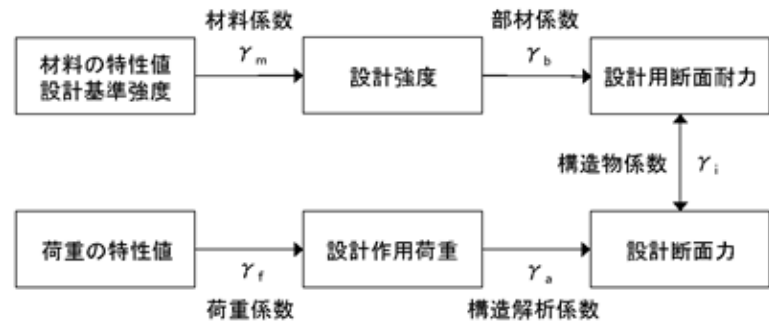 材料係数
部材係数
γm
γb
材料の特性値
設計基準強度
設計強度
設計用断面耐力
構造物係数
γi
荷重の特性値
設計作用荷重
設計断面力
γf
γa
荷重係数
構造解析係数